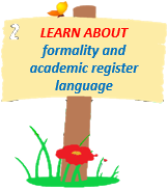 LEARN ABOUT
formality and
academic register
language